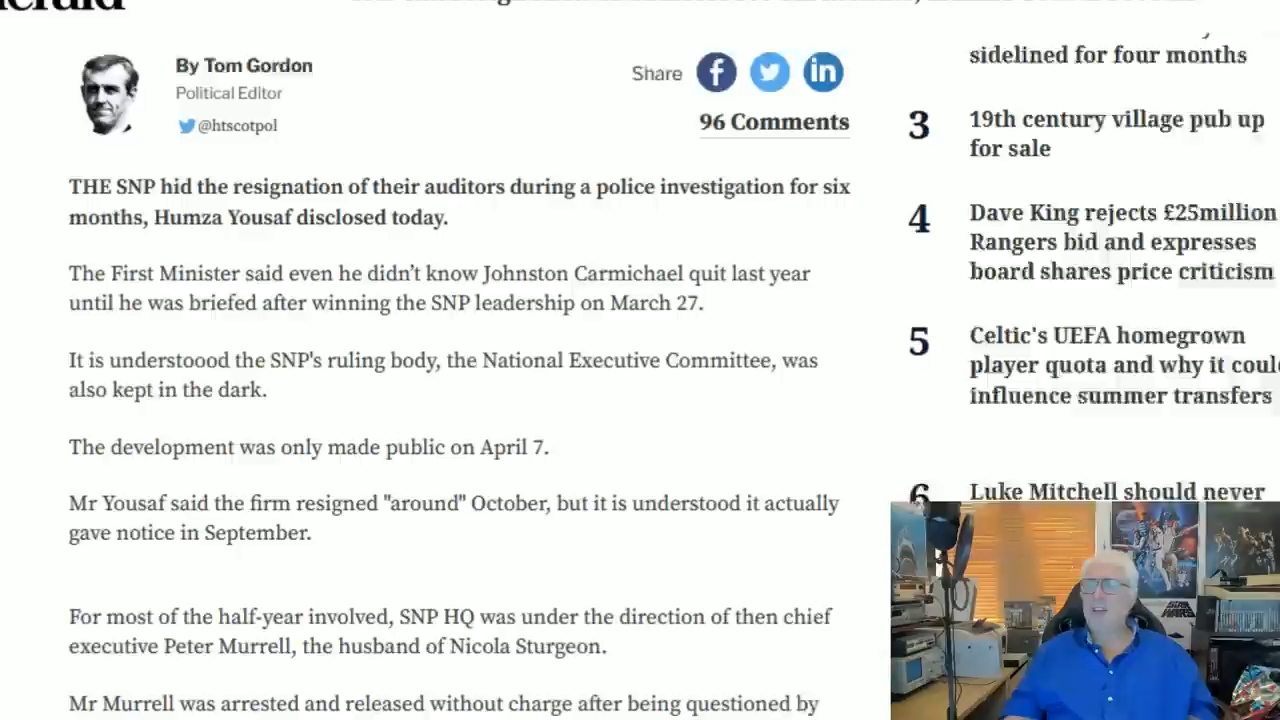 By Tom Gordon
Political Editor
@htscotpol
Share
96 Comments
THE SNP hid the resignation of their auditors during a police investigation for six
months, Humza Yousaf disclosed today.
The First Minister said even he didn't know Johnston Carmichael quit last year
until he was briefed after winning the SNP leadership on March 27.
It is understoood the SNP's ruling body, the National Executive Committee, was
also kept in the dark.
The development was only made public on April 7.
Mr Yousaf said the firm resigned "around" October, but it is understood it actually
gave notice in September.
For most of the half-year involved, SNP HQ was under the direction of then chief
executive Peter Murrell, the husband of Nicola Sturgeon.
Mr Murrell was arrested and released without charge after being questioned by
sidelined for four months
3
19th century village pub up
for sale
4
Dave King rejects £25million
Rangers bid and expresses
board shares price criticism
5
Celtic's UEFA homegrown
player quota and why it coul
influence summer transfers
6
Luke Mitchell should never